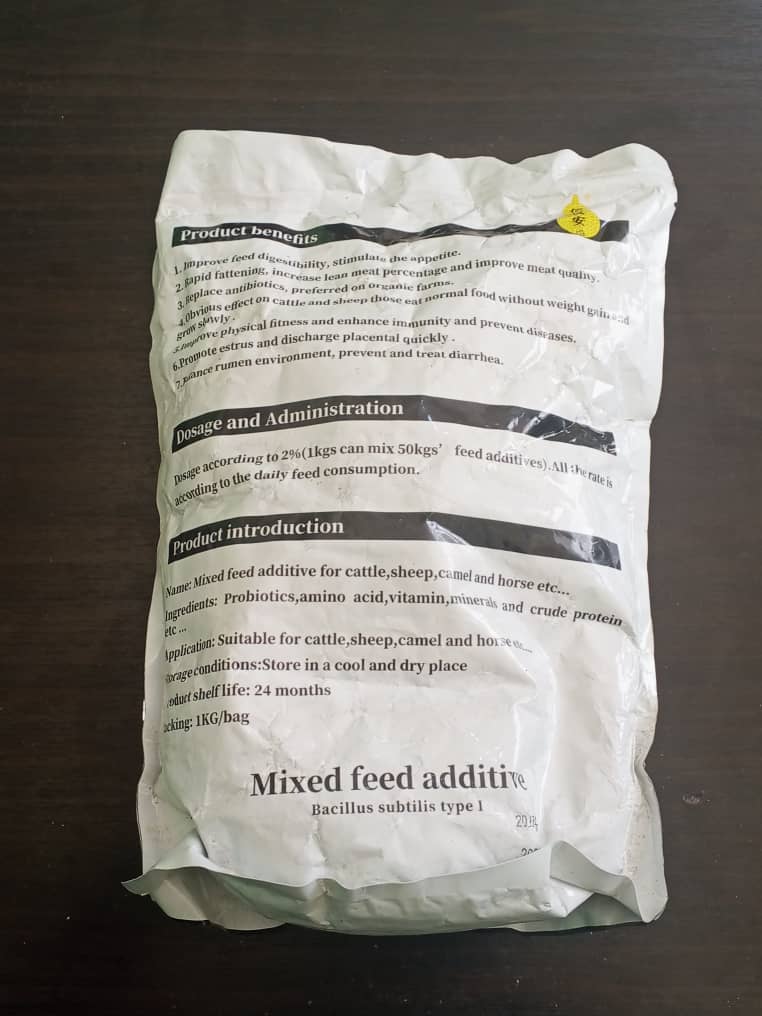 Product benefits
1. Improve feed digestibility, stimulate the appetite.
2. Rapid fattening, increase lean meat percentage and improve meat quality.
3. Replace antibiotics, preferred on organic farms.
4.Obvious effect on cattle and sheep those eat normal food without weight gain and
grow slowly .
5.Improve physical fitness and enhance immunity and prevent diseases.
6.Promote estrus and discharge placental quickly .
7.Balance rumen environment, prevent and treat diarrhea.
Dosage and Administration
Dosage according to 2%(1kgs can mix 50kgs’ feed additives).All the rate is
according to the daily feed consumption.
Product introduction
Name: Mixed feed additive for cattle,sheep,camel and horse etc...
Ingredients: Probiotics,amino acid,vitamin,minerals and crude protein
etc ...
Application: Suitable for cattle,sheep,camel and horse etc...
Storage conditions:Store in a cool and dry place
Product shelf life: 24 months
Packing: 1KG/bag
Mixed feed additive
Bacillus subtilis type 1